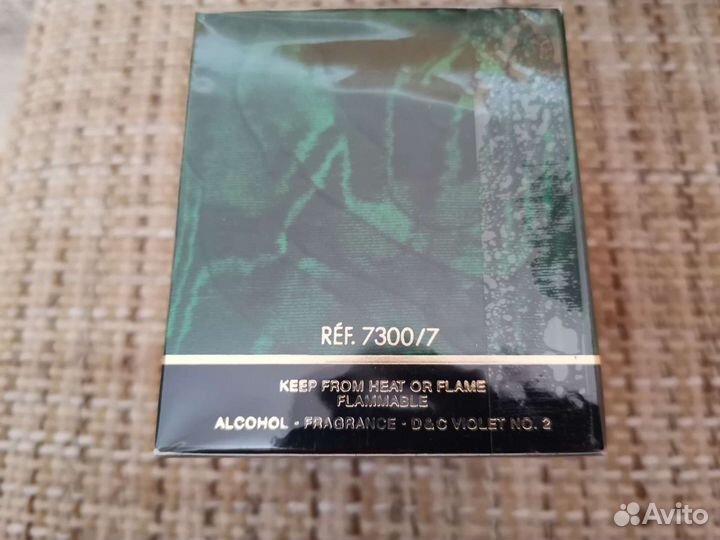 RÉF. 7300/7
KEEP FROM HEAT OR FLAME
FLAMMABLE
ALCOHOL - FRAGRANCE - D&C VIOLET NO. 2
Avito